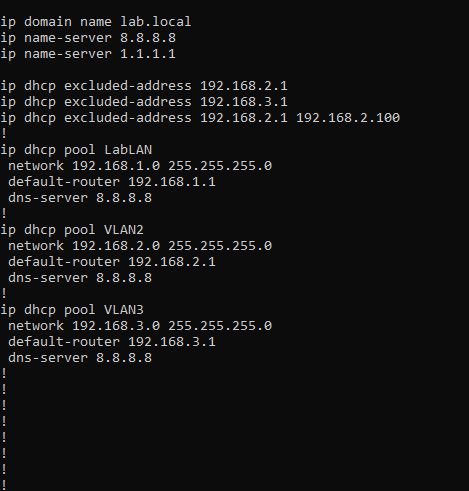 ip domain name lab.local
ip name-server 8.8.8.8
ip name-server 1.1.1.1
ip dhcp excluded-address 192.168.2.1
ip dhcp excluded-address 192.168.3.1
ip dhcp excluded-address 192.168.2.1 192.168.2.100
!
ip dhcp pool LabLAN
network 192.168.1.0 255.255.255.0
default-router 192.168.1.1
dns-server 8.8.8.8
!
ip dhcp pool VLAN2
network 192.168.2.0 255.255.255.0
default-router 192.168.2.1
dns-server 8.8.8.8
!
ip dhcp pool VLAN3
network 192.168.3.0 255.255.255.0
default-router 192.168.3.1
dns-server 8.8.8.8
!
!
!
!
!
!
!
!